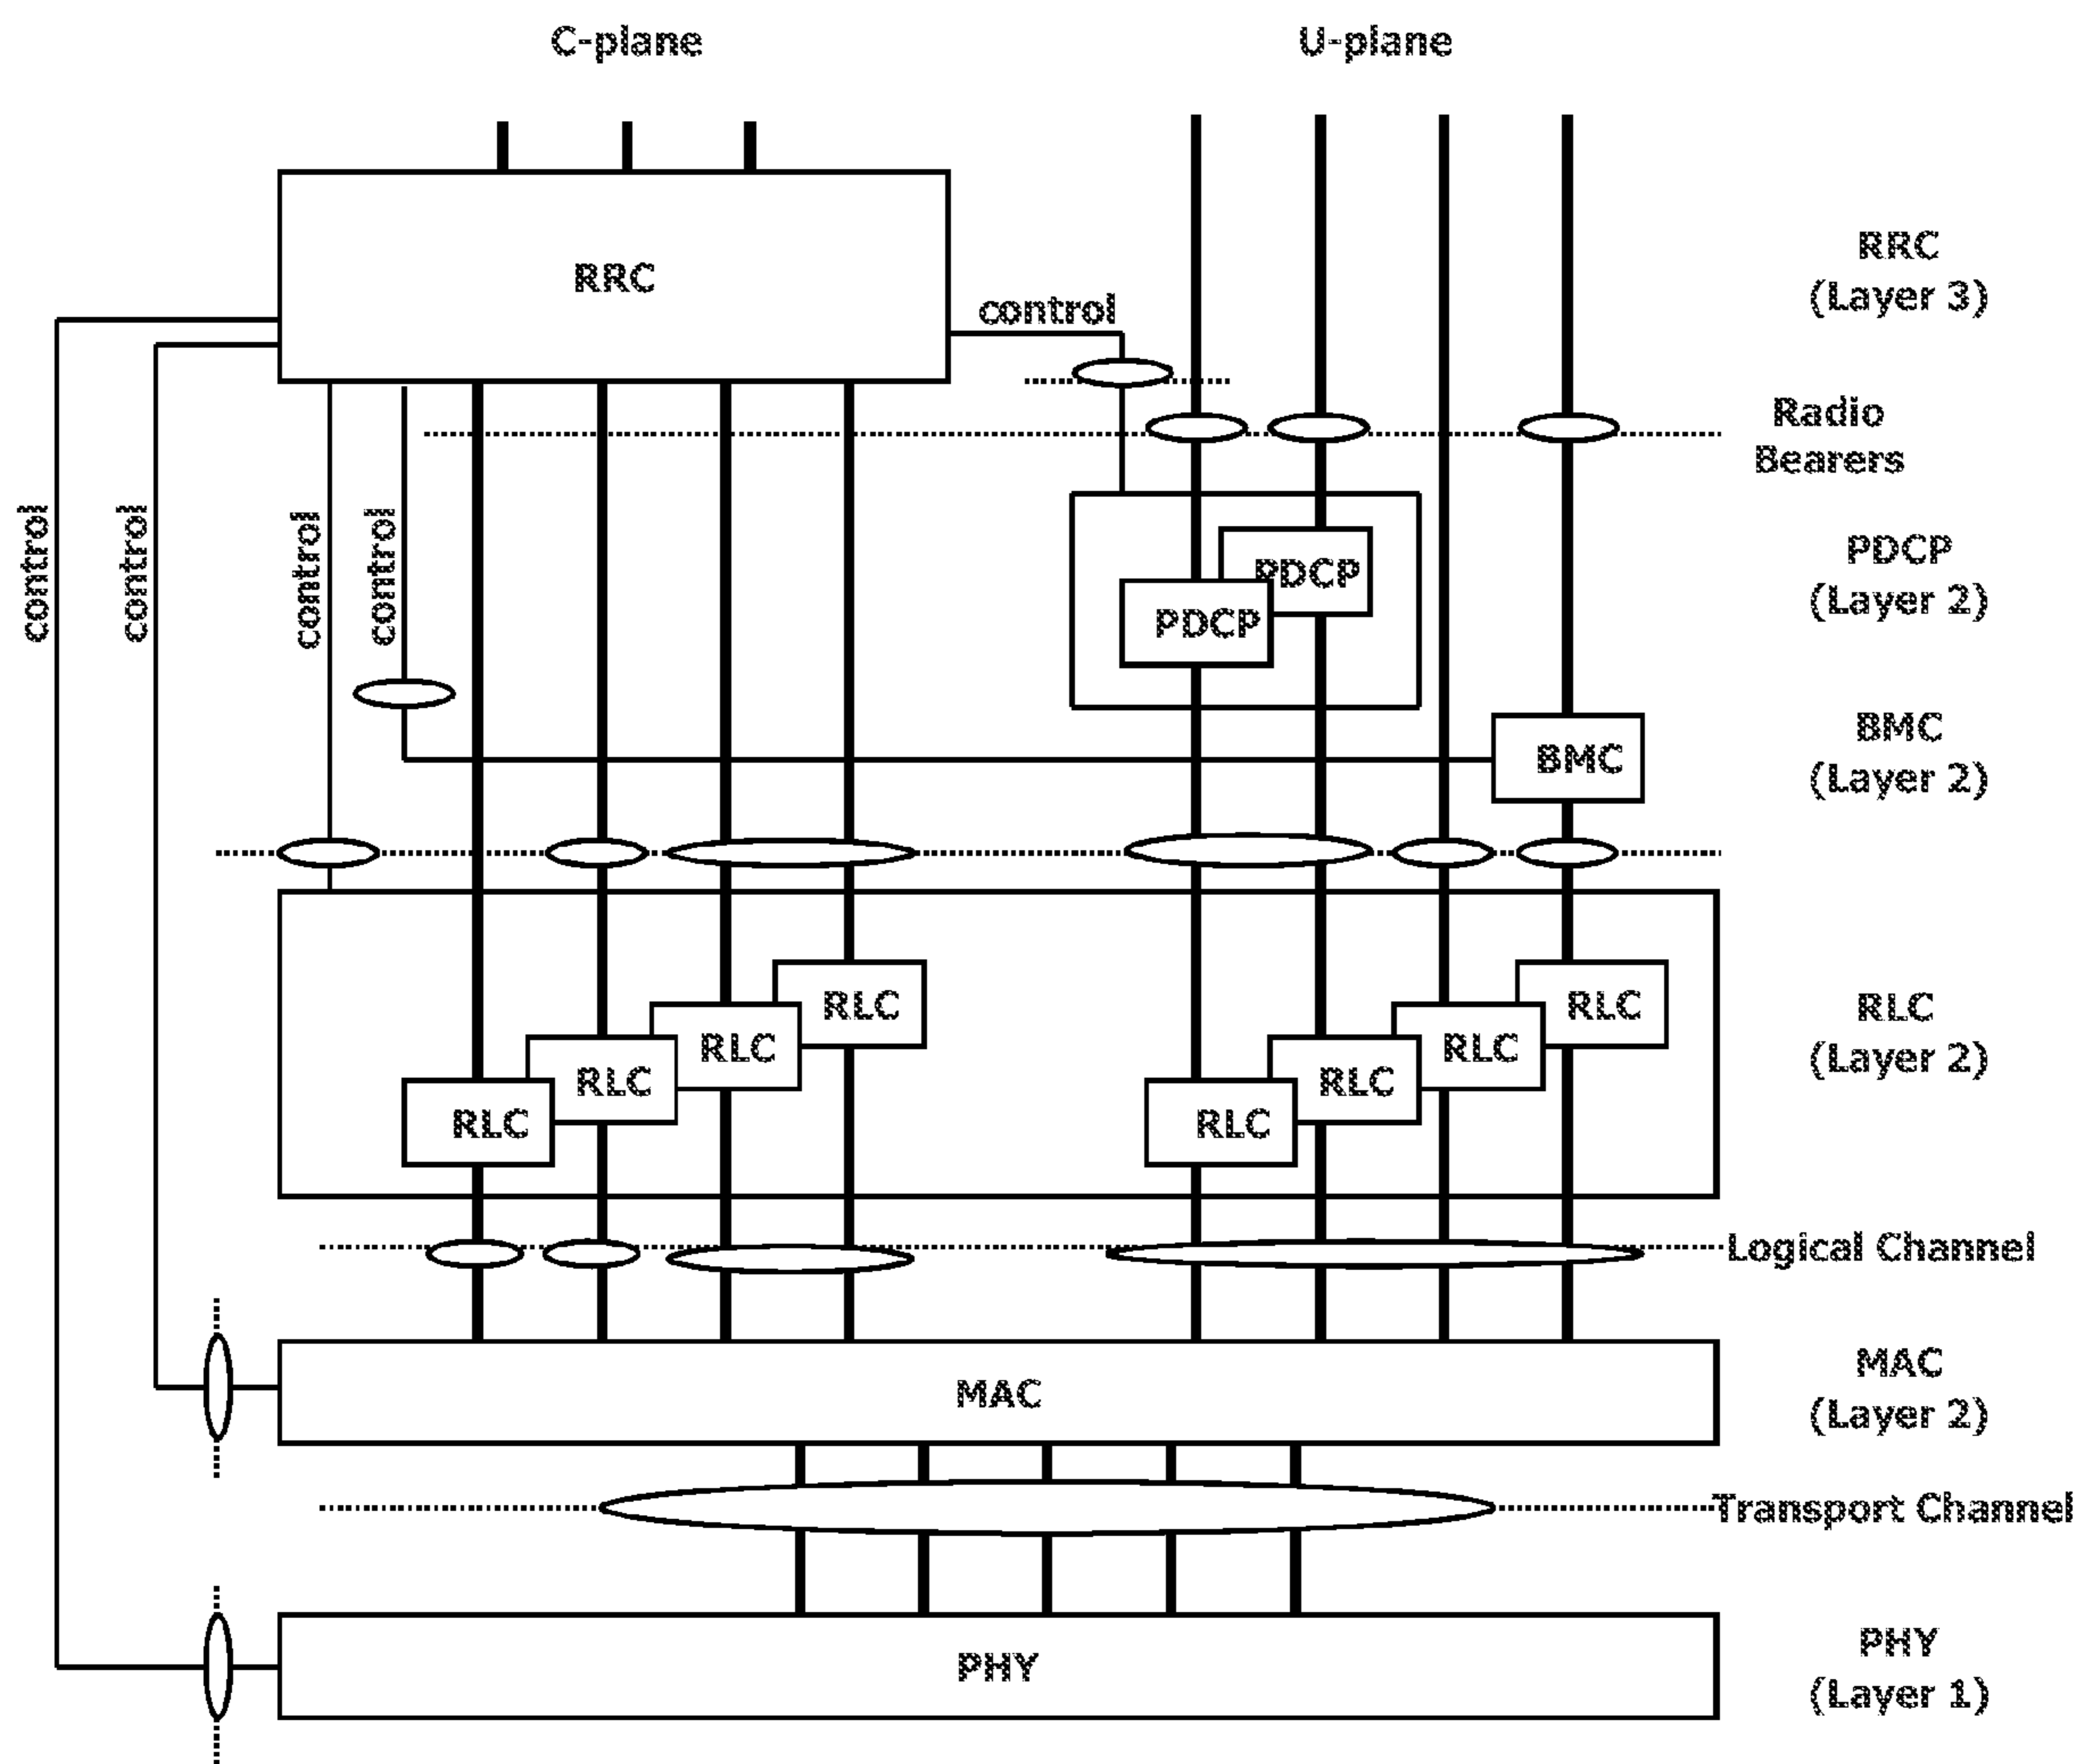 C-plane
U-plane
RRC
RRC
(Layer 3)
control
Radio
Bearers
control
control
control
control
PDCP
PDCP
PDCP
(Layer 2)
BMC
BMC
(Layer 2)
RLC
RLC
RLC
RLC
RLC
RLC
RLC
RLC
RLC
(Layer 2)
Logical Channel
MAC
MAC
(Layer 2)
Transport Channel
PHY
PHY
(Layer 1)